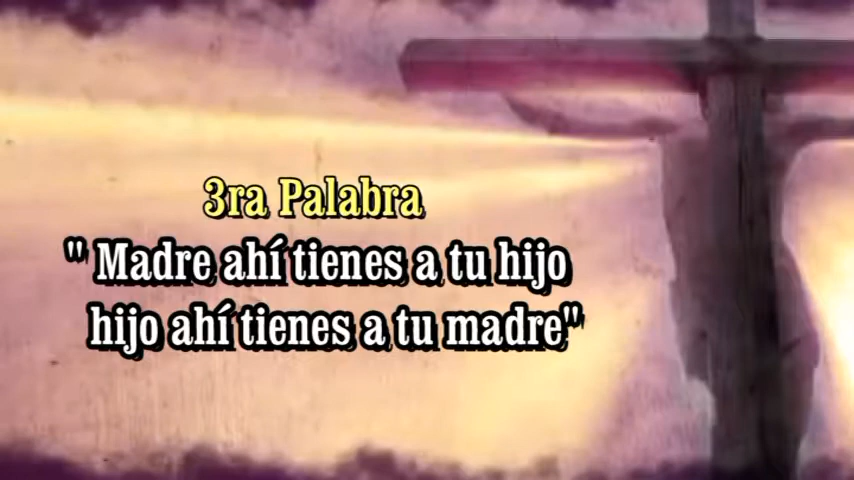 3ra Palabra
" Madre ahí tienes a tu hijo
hijo ahí tienes a tu madre"